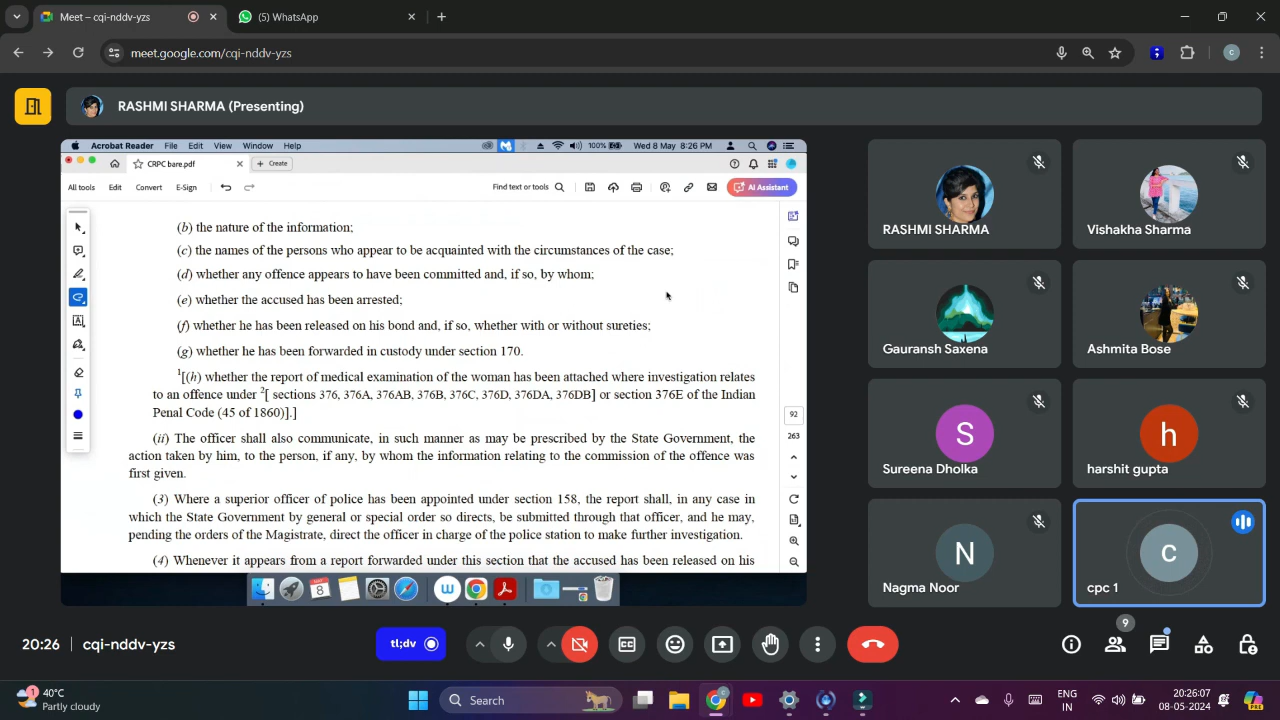 Meet – cqi-nddv-yzs
(5) WhatsApp
meet.google.com/cqi-nddv-yzs
c
RASHMI SHARMA (Presenting)
Acrobat Reader File Edit View Window Help
100% Wed 8 May 8:26 PM
CRPC bare.pdf
Create
All tools Edit Convert E-Sign
Find text or tools
AI Assistant
(b) the nature of the information;
(c) the names of the persons who appear to be acquainted with the circumstances of the case;
(d) whether any offence appears to have been committed and, if so, by whom;
(e) whether the accused has been arrested;
(f) whether he has been released on his bond and, if so, whether with or without sureties;
(g) whether he has been forwarded in custody under section 170.
1[(h) whether the report of medical examination of the woman has been attached where investigation relates
to an offence under 2[ sections 376, 376A, 376AB, 376B, 376C, 376D, 376DA, 376DB] or section 376E of the Indian
Penal Code (45 of 1860)].]
(ii) The officer shall also communicate, in such manner as may be prescribed by the State Government, the
action taken by him, to the person, if any, by whom the information relating to the commission of the offence was
first given.
(3) Where a superior officer of police has been appointed under section 158, the report shall, in any case in
which the State Government by general or special order so directs, be submitted through that officer, and he may,
pending the orders of the Magistrate, direct the officer in charge of the police station to make further investigation.
(4) Whenever it appears from a report forwarded under this section that the accused has been released on his
92
263
MAY
8
RASHMI SHARMA
Vishakha Sharma
Gauransh Saxena
Ashmita Bose
S
Sureena Dholka
h
harshit gupta
N
Nagma Noor
c
cpc 1
20:26 | cqi-nddv-yzs
tl;dv
9
1
40°C
Partly cloudy
Search
ENG
IN
20:26:07
08-05-2024